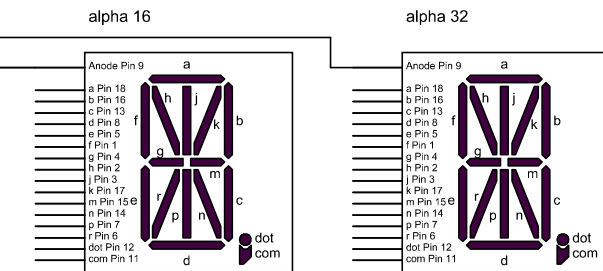 alpha 16
alpha 32
Anode Pin 9
a Pin 18
b Pin 16
c Pin 13
d Pin 8
e Pin 5
f Pin 1
g Pin 4
h Pin 2
j Pin 3
k Pin 17
m Pin 15
n Pin 14
p Pin 7
r Pin 6
dot Pin 12
com Pin 11
a
h
j
f
k
b
g
m
e
r
c
p
n
dot
com
d
Anode Pin 9
a Pin 18
b Pin 16
c Pin 13
d Pin 8
e Pin 5
f Pin 1
g Pin 4
h Pin 2
j Pin 3
k Pin 17
m Pin 15
n Pin 14
p Pin 7
r Pin 6
dot Pin 12
com Pin 11
a
h
j
f
k
b
g
m
e
r
c
p
n
dot
com
d